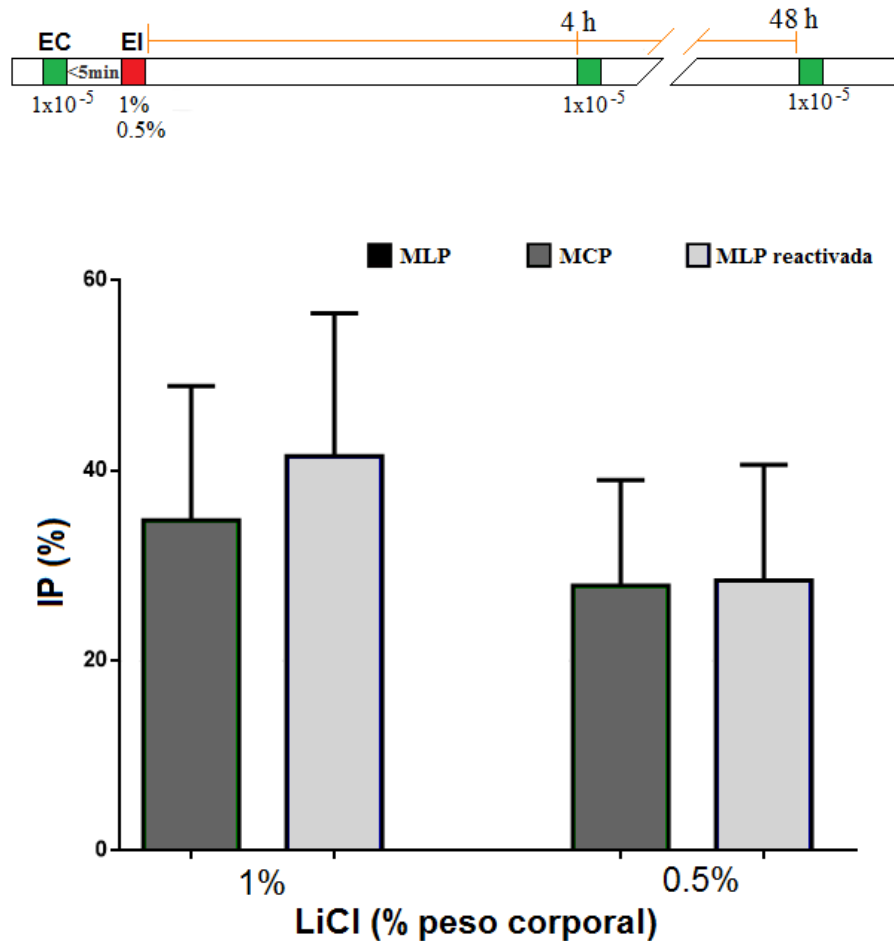 4 h 48 h
EC EI
<5min
1x10⁻⁵ 1% 1x10⁻⁵ 1x10⁻⁵
0.5%
MLP MCP MLP reactivada
60
40
20
0
IP (%)
1% 0.5%
LiCl (% peso corporal)